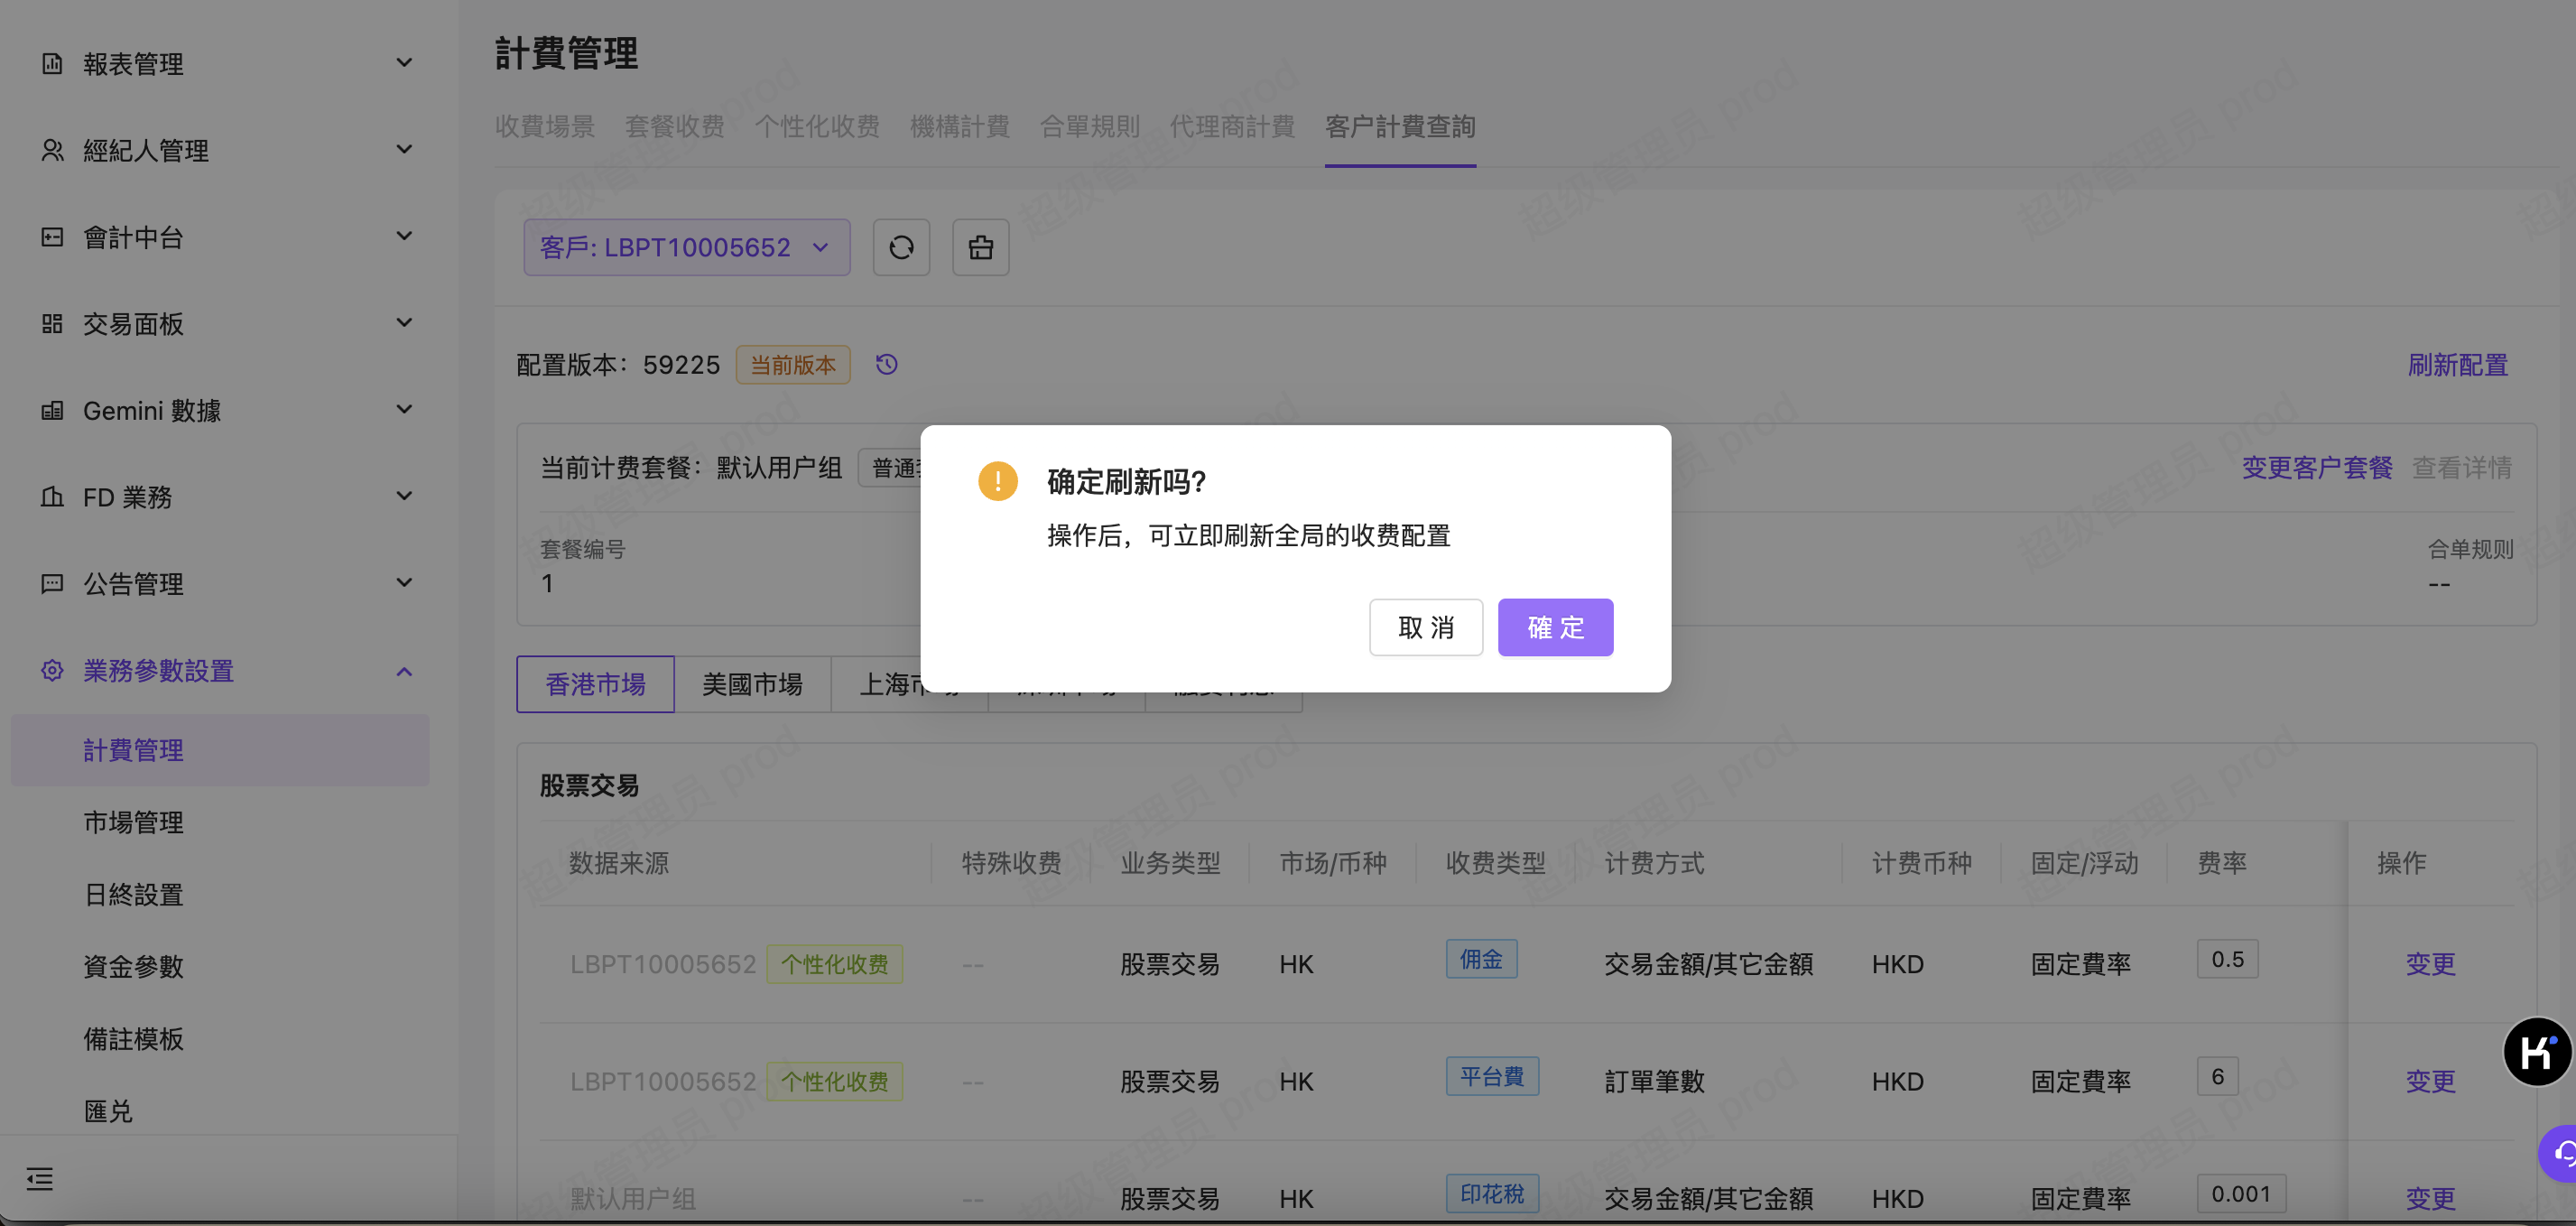 報表管理
經紀人管理
會計中台
交易面板
Gemini 數據
FD 業務
公告管理
業務參數設置
計費管理
市場管理
日終設置
資金參數
備註模板
匯兑
計費管理
收費場景 套餐收费 个性化收费 機構計費 合單規則 代理商計費 客户計費查詢
客戶: LBPT10005652
配置版本：59225 当前版本 刷新配置
当前计费套餐：默认用户组 普通 变更客户套餐 查看详情
套餐编号 合单规则
1 --
确定刷新吗?
操作后，可立即刷新全局的收费配置
取 消 確 定
香港市場 美國市場 上海市
股票交易
数据来源 特殊收费 业务类型 市场/币种 收费类型 计费方式 计费币种 固定/浮动 费率 操作
LBPT10005652 个性化收费 -- 股票交易 HK 佣金 交易金額/其它金額 HKD 固定費率 0.5 变更
LBPT10005652 个性化收费 -- 股票交易 HK 平台費 訂單筆數 HKD 固定費率 6 变更
默认用户组 -- 股票交易 HK 印花稅 交易金額/其它金額 HKD 固定費率 0.001 变更
超级管理员 prod